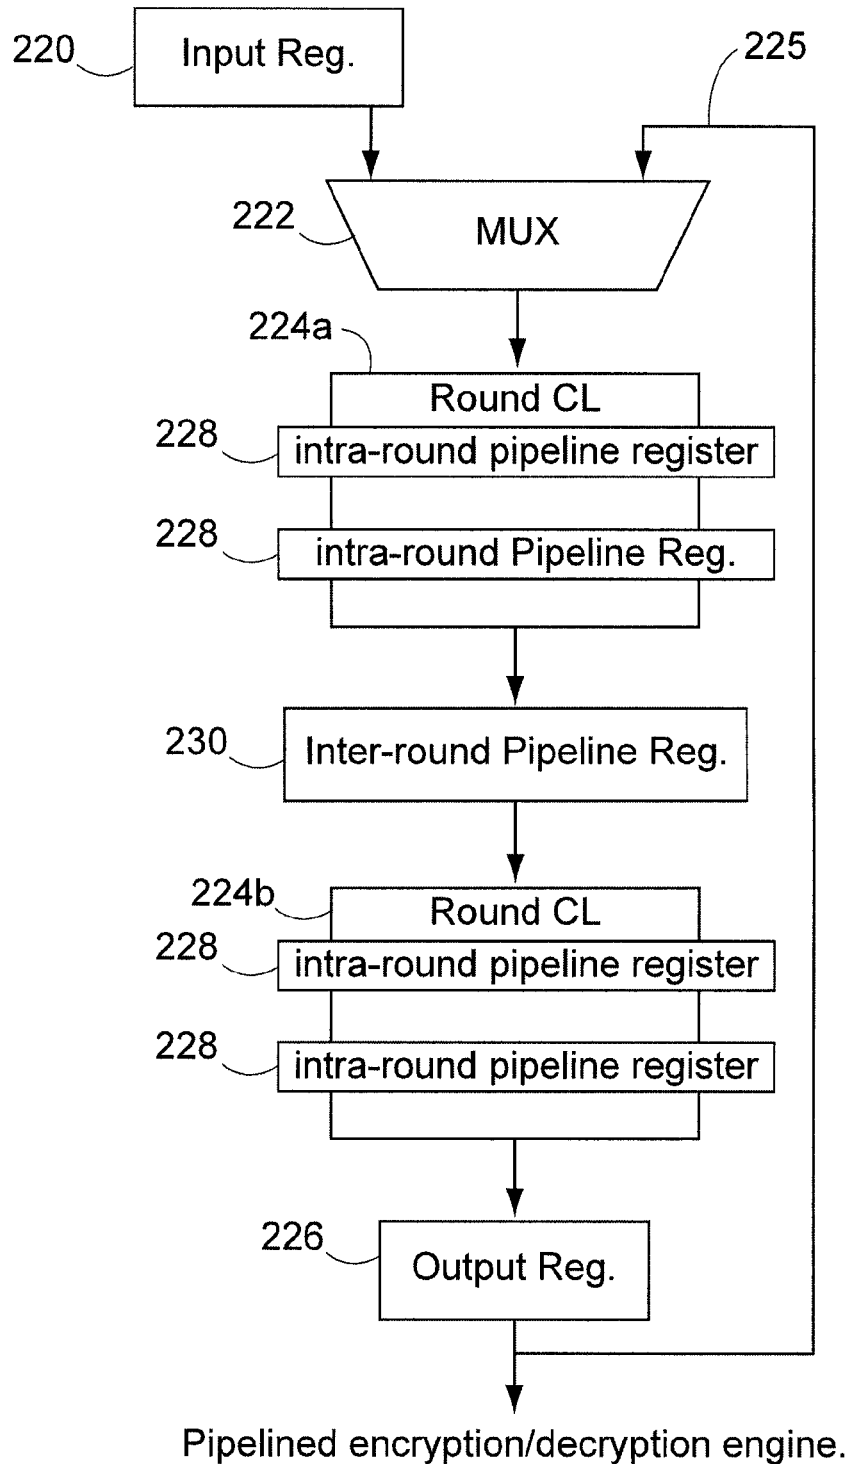 220
Input Reg.
225
222
MUX
224a
Round CL
228
intra-round pipeline register
228
intra-round Pipeline Reg.
230
Inter-round Pipeline Reg.
224b
Round CL
228
intra-round pipeline register
228
intra-round pipeline register
226
Output Reg.
Pipelined encryption/decryption engine.